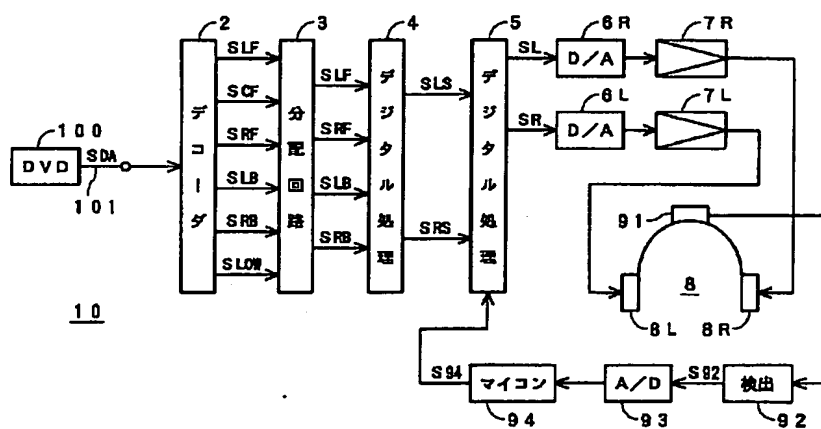 2
3
4
5
6R
7R
SLF
SCF
SRF
SLB
SRB
SLOW
SLF
SRF
SLB
SRB
SLS
SRS
SL
SR
D/A
6L
7L
D/A
100
DVD
SDA
101
デコーダ
分配回路
デジタル処理
デジタル処理
91
8
8L
8R
10
S94
マイコン
94
A/D
93
S92
検出
92